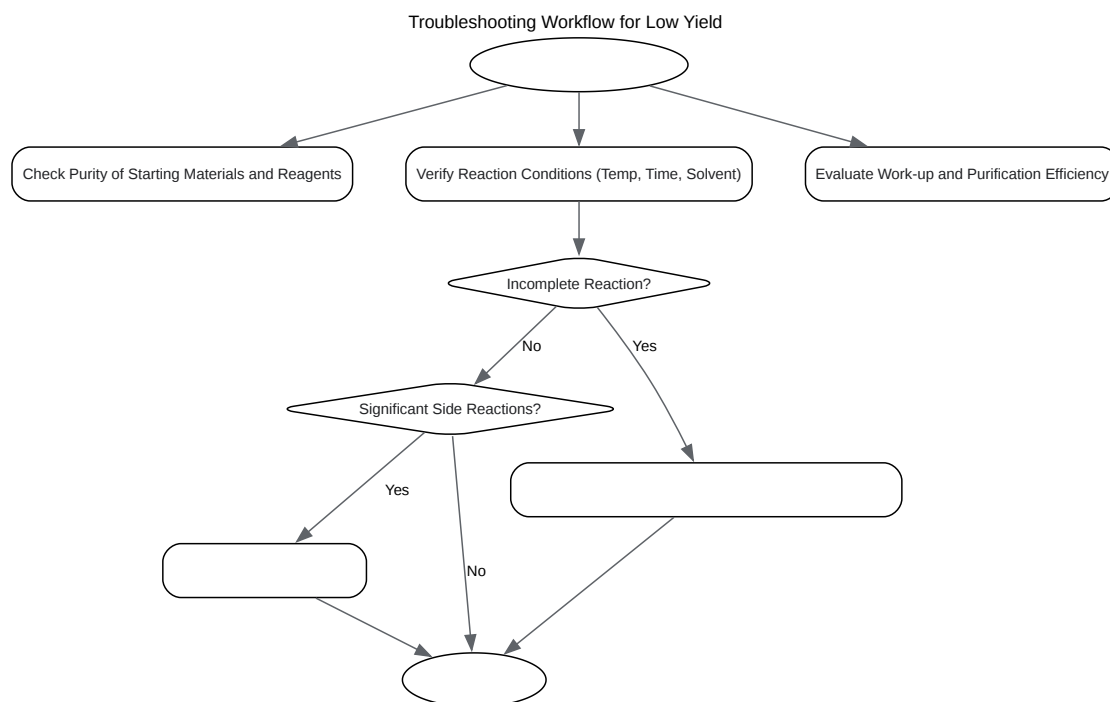 Troubleshooting Workflow for Low Yield
Check Purity of Starting Materials and Reagents
Verify Reaction Conditions (Temp, Time, Solvent)
Evaluate Work-up and Purification Efficiency
Incomplete Reaction?
No
Yes
Significant Side Reactions?
Yes
No